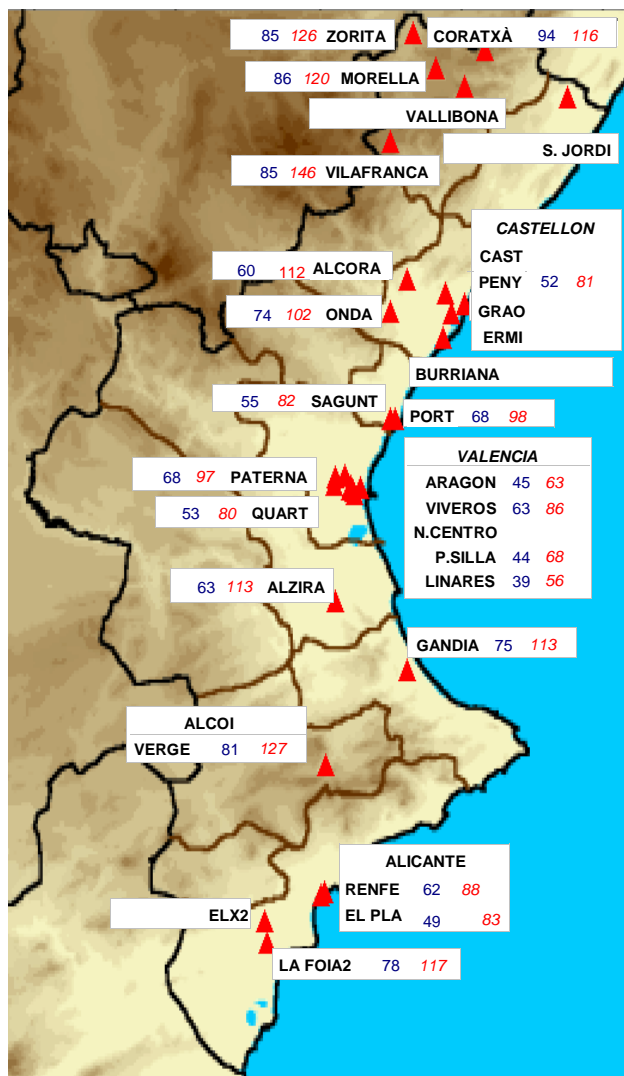 85 126 ZORITA
CORATXÀ 94 116
86 120 MORELLA
VALLIBONA
S. JORDI
85 146 VILAFRANCA
CASTELLON
CAST
PENY 52 81
GRAO
ERMI
60 112 ALCORA
74 102 ONDA
BURRIANA
55 82 SAGUNT
PORT 68 98
68 97 PATERNA
53 80 QUART
VALENCIA
ARAGON 45 63
VIVEROS 63 86
N.CENTRO
P.SILLA 44 68
LINARES 39 56
63 113 ALZIRA
GANDIA 75 113
ALCOI
VERGE 81 127
ALICANTE
RENFE 62 88
EL PLA 49 83
ELX2
LA FOIA2 78 117